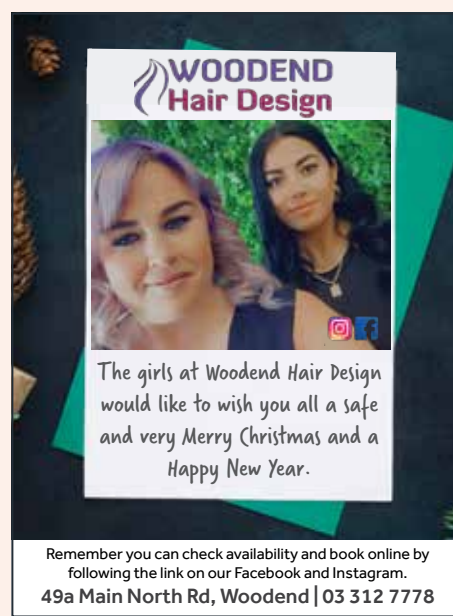 WOODEND
Hair Design
The girls at Woodend Hair Design
would like to wish you all a safe
and very Merry Christmas and a
Happy New Year.
Remember you can check availability and book online by
following the link on our Facebook and Instagram.
49a Main North Rd, Woodend | 03 312 7778